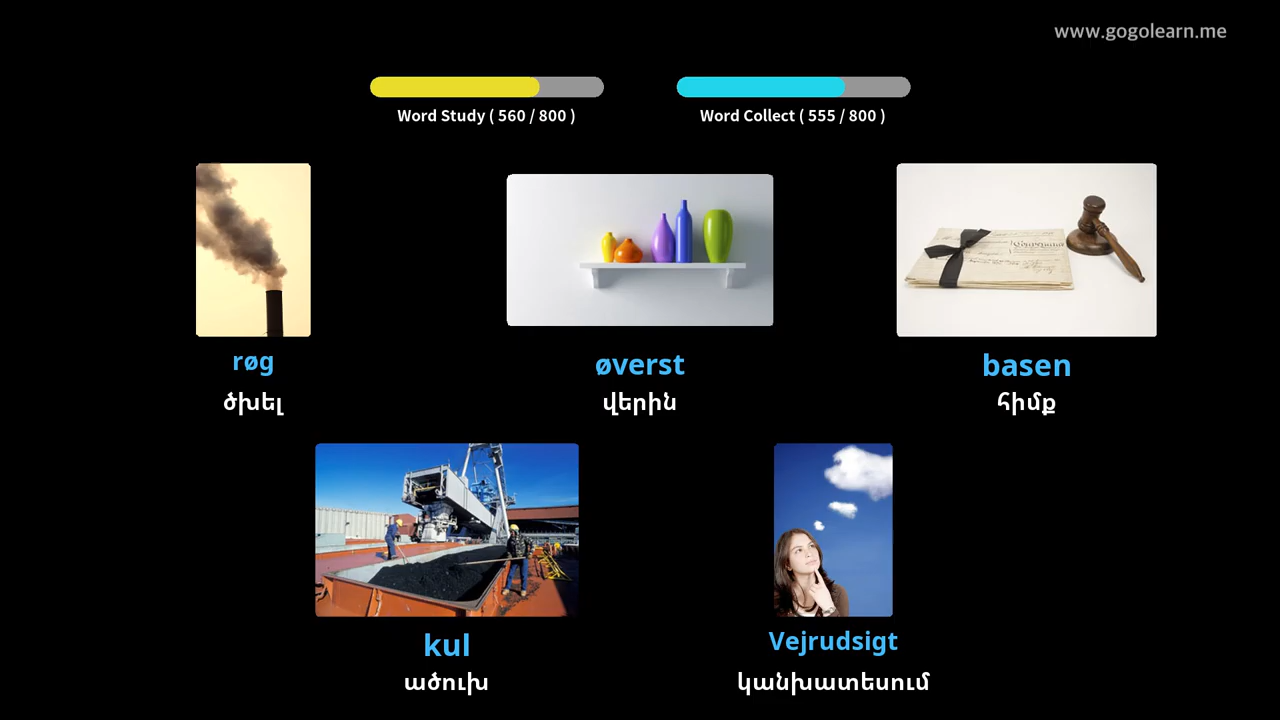 www.gogolearn.me
Word Study ( 560 / 800 )
Word Collect ( 555 / 800 )
røg
ծխել
øverst
վերին
basen
հիմք
kul
ածուխ
Vejrudsigt
կանխատեսում